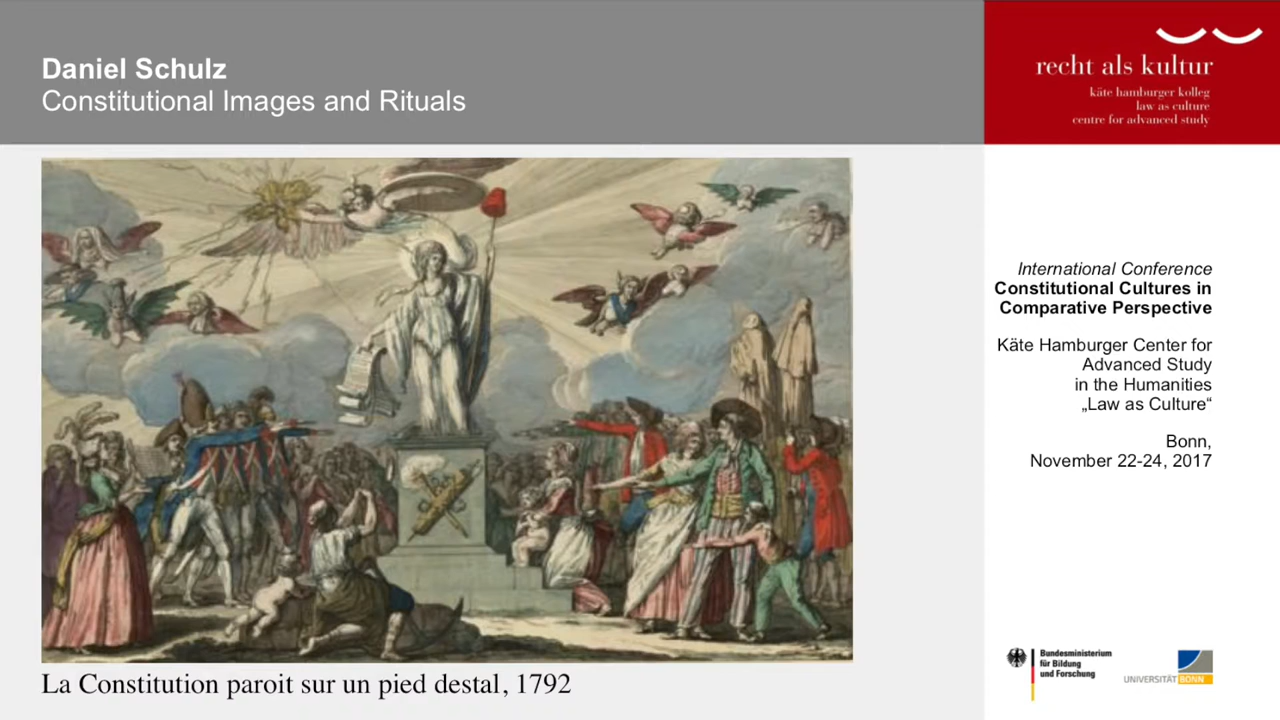 Daniel Schulz
Constitutional Images and Rituals
recht als kultur
käte hamburger kolleg
law as culture
centre for advanced study
La Constitution paroit sur un pied destal, 1792
International Conference
Constitutional Cultures in
Comparative Perspective
Käte Hamburger Center for
Advanced Study
in the Humanities
„Law as Culture“
Bonn,
November 22-24, 2017
Bundesministerium
für Bildung
und Forschung
UNIVERSITÄT BONN